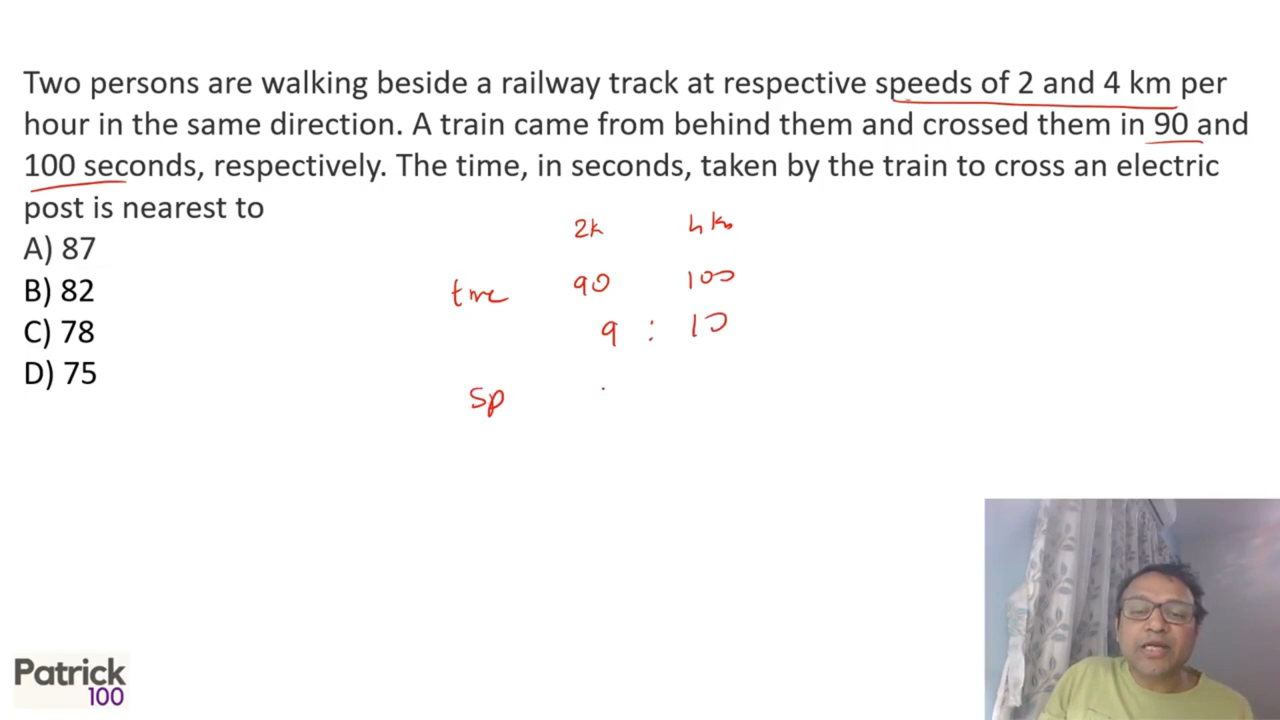 Two persons are walking beside a railway track at respective speeds of 2 and 4 km per
hour in the same direction. A train came from behind them and crossed them in 90 and
100 seconds, respectively. The time, in seconds, taken by the train to cross an electric
post is nearest to
A) 87
B) 82
C) 78
D) 75
2k 4 km
time 90 100
9 : 10
Sp
Patrick
100